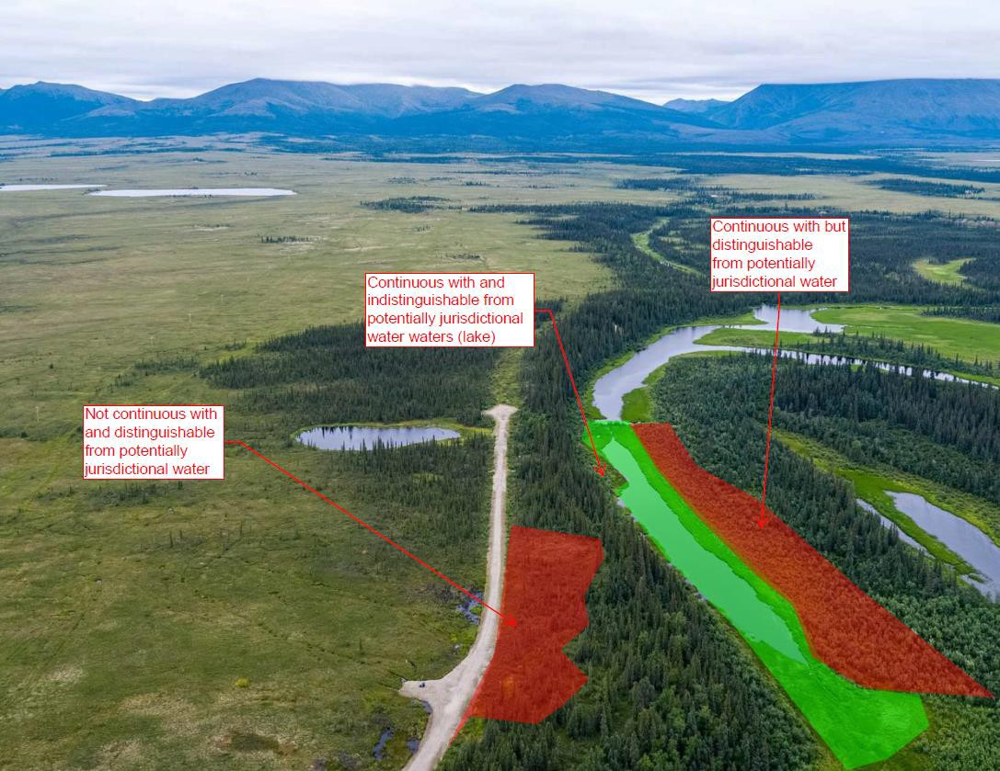 Continuous with but
distinguishable
from potentially
jurisdictional water
Continuous with and
indistinguishable from
potentially jurisdictional
water waters (lake)
Not continuous with
and distinguishable
from potentially
jurisdictional water